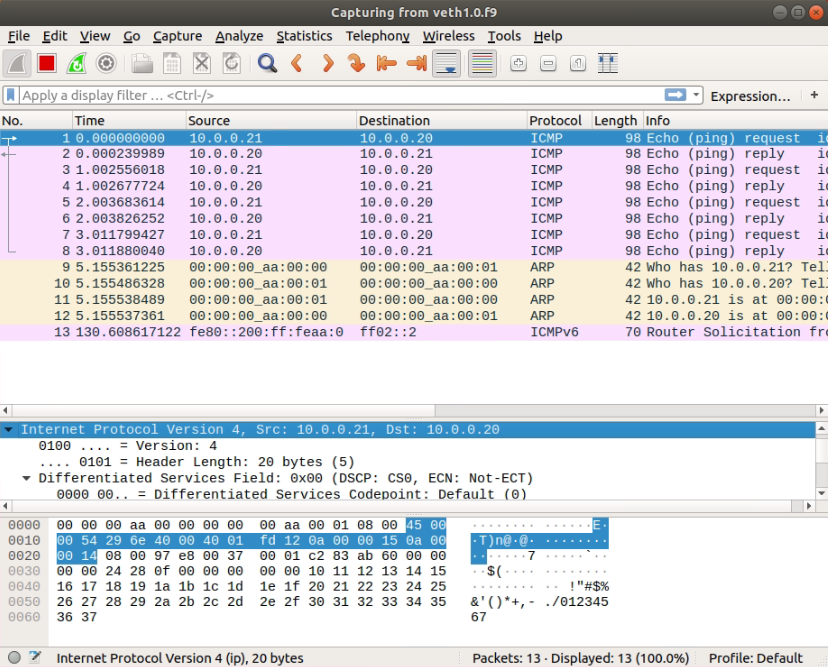 Capturing from veth1.0.f9
File Edit View Go Capture Analyze Statistics Telephony Wireless Tools Help
Apply a display filter ... <Ctrl-/> Expression... +
No. Time Source Destination Protocol Length Info
1 0.000000000 10.0.0.21 10.0.0.20 ICMP 98 Echo (ping) request
2 0.000239989 10.0.0.20 10.0.0.21 ICMP 98 Echo (ping) reply
3 1.002556018 10.0.0.21 10.0.0.20 ICMP 98 Echo (ping) request
4 1.002677724 10.0.0.20 10.0.0.21 ICMP 98 Echo (ping) reply
5 2.003683614 10.0.0.21 10.0.0.20 ICMP 98 Echo (ping) request
6 2.003826252 10.0.0.20 10.0.0.21 ICMP 98 Echo (ping) reply
7 3.011799427 10.0.0.21 10.0.0.20 ICMP 98 Echo (ping) request
8 3.011880040 10.0.0.20 10.0.0.21 ICMP 98 Echo (ping) reply
9 5.155361225 00:00:00_aa:00:00 00:00:00_aa:00:01 ARP 42 Who has 10.0.0.21? Tell
10 5.155486328 00:00:00_aa:00:01 00:00:00_aa:00:00 ARP 42 Who has 10.0.0.20? Tell
11 5.155538489 00:00:00_aa:00:01 00:00:00_aa:00:00 ARP 42 10.0.0.21 is at 00:00:
12 5.155537361 00:00:00_aa:00:00 00:00:00_aa:00:01 ARP 42 10.0.0.20 is at 00:00:
13 130.608617122 fe80::200:ff:feaa:0 ff02::2 ICMPv6 70 Router Solicitation fro
Internet Protocol Version 4, Src: 10.0.0.21, Dst: 10.0.0.20
0100 .... = Version: 4
.... 0101 = Header Length: 20 bytes (5)
Differentiated Services Field: 0x00 (DSCP: CS0, ECN: Not-ECT)
0000 00.. = Differentiated Services Codepoint: Default (0)
0000 00 00 00 aa 00 00 00 00 00 aa 00 01 08 00 45 00 ········ ······E·
0010 00 54 29 6e 40 00 40 01 fd 12 0a 00 00 15 0a 00 ·T)n@·@· ········
0020 00 14 08 00 97 e8 00 37 00 01 c2 83 ab 60 00 00 ·······7 ·····`··
0030 00 00 24 28 0f 00 00 00 00 00 10 11 12 13 14 15 ··$(···· ········
0040 16 17 18 19 1a 1b 1c 1d 1e 1f 20 21 22 23 24 25 ········ ·· !"#$%
0050 26 27 28 29 2a 2b 2c 2d 2e 2f 30 31 32 33 34 35 &'()*+,- ./012345
0060 36 37 67
Internet Protocol Version 4 (ip), 20 bytes Packets: 13 · Displayed: 13 (100.0%) Profile: Default